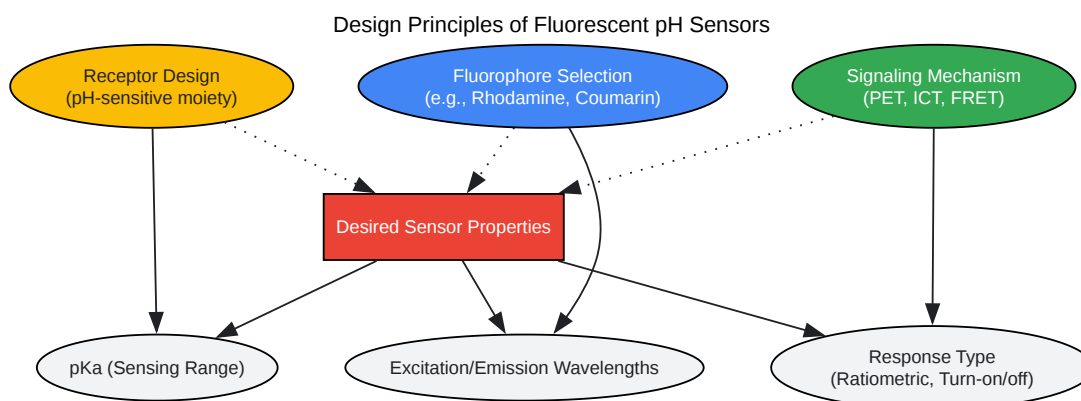 Design Principles of Fluorescent pH Sensors
Receptor Design
(pH-sensitive moiety)
Fluorophore Selection
(e.g., Rhodamine, Coumarin)
Signaling Mechanism
(PET, ICT, FRET)
Desired Sensor Properties
pKa (Sensing Range)
Excitation/Emission Wavelengths
Response Type
(Ratiometric, Turn-on/off)